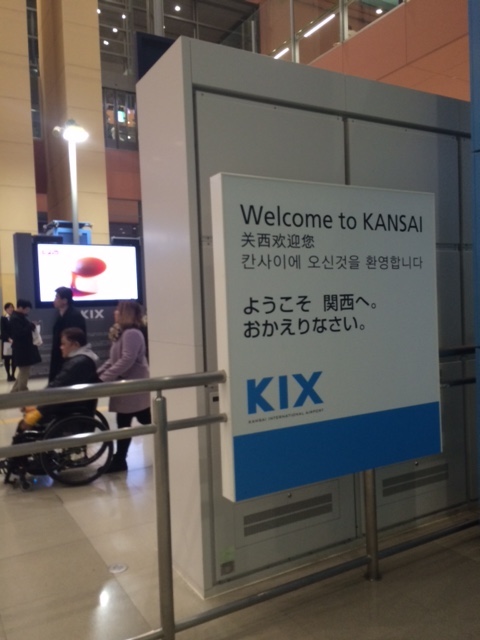 Welcome to KANSAI
关西欢迎您
칸사이에 오신것을 환영합니다
ようこそ 関西へ。
おかえりなさい。
KIX
KANSAI INTERNATIONAL AIRPORT
KIX